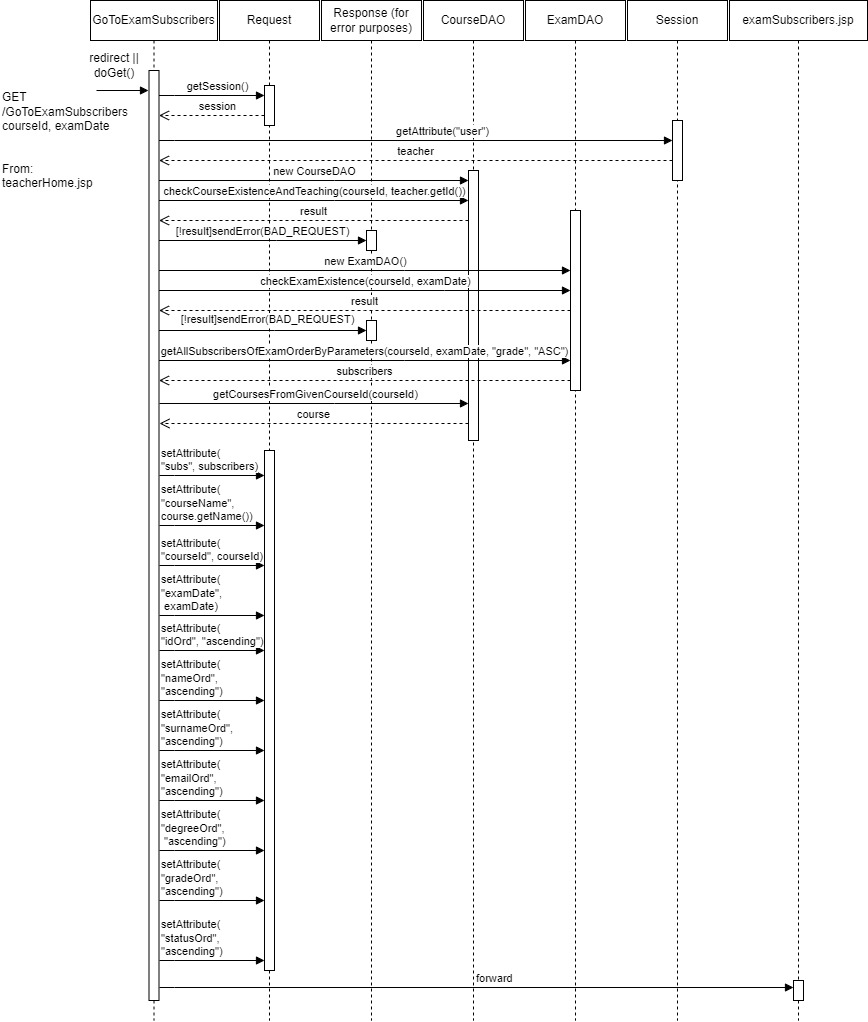 GoToExamSubscribers
Request
Response (for
error purposes)
CourseDAO
ExamDAO
Session
examSubscribers.jsp
redirect ||
doGet()
GET
/GoToExamSubscribers
courseId, examDate
From:
teacherHome.jsp
getSession()
session
getAttribute("user")
teacher
new CourseDAO
checkCourseExistenceAndTeaching(courseId, teacher.getId())
result
[!result]sendError(BAD_REQUEST)
new ExamDAO()
checkExamExistence(courseId, examDate)
result
[!result]sendError(BAD_REQUEST)
getAllSubscribersOfExamOrderByParameters(courseId, examDate, "grade", "ASC")
subscribers
getCoursesFromGivenCourseId(courseId)
course
setAttribute(
"subs", subscribers)
setAttribute(
"courseName",
course.getName())
setAttribute(
"courseId", courseId)
setAttribute(
"examDate",
examDate)
setAttribute(
"idOrd", "ascending")
setAttribute(
"nameOrd",
"ascending")
setAttribute(
"surnameOrd",
"ascending")
setAttribute(
"emailOrd",
"ascending")
setAttribute(
"degreeOrd",
"ascending")
setAttribute(
"gradeOrd",
"ascending")
setAttribute(
"statusOrd",
"ascending")
forward